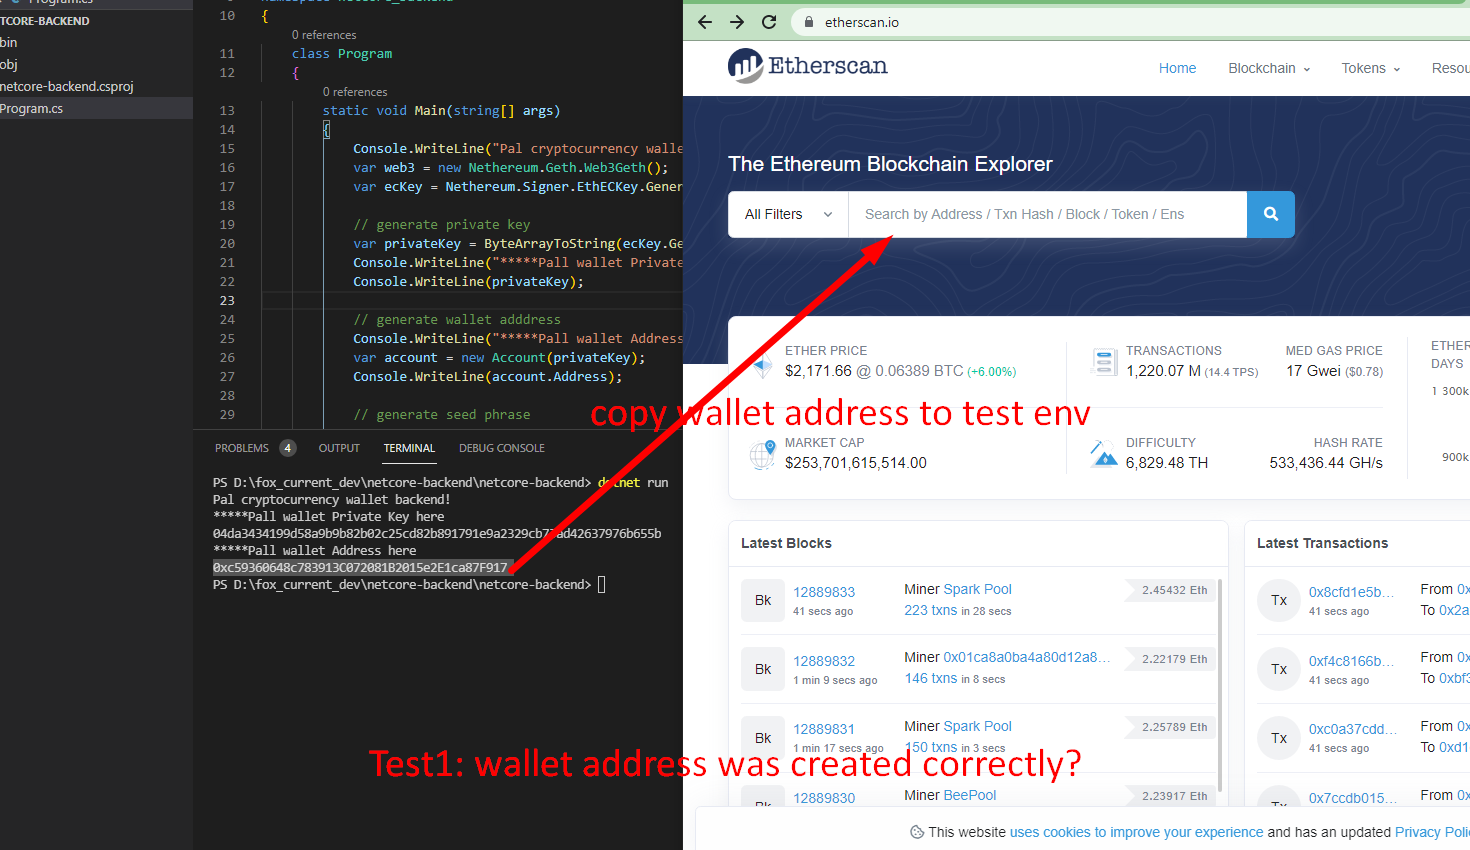 Program.cs
TCORE-BACKEND
bin
obj
netcore-backend.csproj
Program.cs
10 {
0 references
11 class Program
12 {
0 references
13 static void Main(string[] args)
14 {
15 Console.WriteLine("Pal cryptocurrency walle
16 var web3 = new Nethereum.Geth.Web3Geth();
17 var ecKey = Nethereum.Signer.EthECKey.Gener
18
19 // generate private key
20 var privateKey = ByteArrayToString(ecKey.Ge
21 Console.WriteLine("*****Pall wallet Private
22 Console.WriteLine(privateKey);
23
24 // generate wallet adddress
25 Console.WriteLine("*****Pall wallet Address
26 var account = new Account(privateKey);
27 Console.WriteLine(account.Address);
28
29 // generate seed phrase
PROBLEMS 4 OUTPUT TERMINAL DEBUG CONSOLE
PS D:\fox_current_dev\netcore-backend\netcore-backend> dotnet run
Pal cryptocurrency wallet backend!
*****Pall wallet Private Key here
*****Pall wallet Address here
0xc59360648c783913C072081B2015e2E1ca87F917
PS D:\fox_current_dev\netcore-backend\netcore-backend>
etherscan.io
Etherscan
Home Blockchain Tokens Resou
The Ethereum Blockchain Explorer
All Filters Search by Address / Txn Hash / Block / Token / Ens
ETHER PRICE
$2,171.66 @ 0.06389 BTC (+6.00%)
TRANSACTIONS MED GAS PRICE
1,220.07 M (14.4 TPS) 17 Gwei ($0.78)
ETHER
DAYS
1 300k
copy wallet address to test env
MARKET CAP
$253,701,615,514.00
DIFFICULTY HASH RATE
6,829.48 TH 533,436.44 GH/s
900k
Latest Blocks
Bk 12889833 Miner Spark Pool 2.45432 Eth
41 secs ago 223 txns in 28 secs
Bk 12889832 Miner 0x01ca8a0ba4a80d12a8... 2.22179 Eth
1 min 9 secs ago 146 txns in 8 secs
Bk 12889831 Miner Spark Pool 2.25789 Eth
1 min 17 secs ago 150 txns in 3 secs
Bk 12889830 Miner BeePool 2.23917 Eth
Latest Transactions
Tx 0x8cfd1e5b... From 0x
41 secs ago To 0x2a
Tx 0xf4c8166b... From 0x
41 secs ago To 0xbf3
Tx 0xc0a37cdd... From 0x
41 secs ago To 0xd1
Tx 0x7ccdb015... From 0x
Test1: wallet address was created correctly?
This website uses cookies to improve your experience and has an updated Privacy Poli